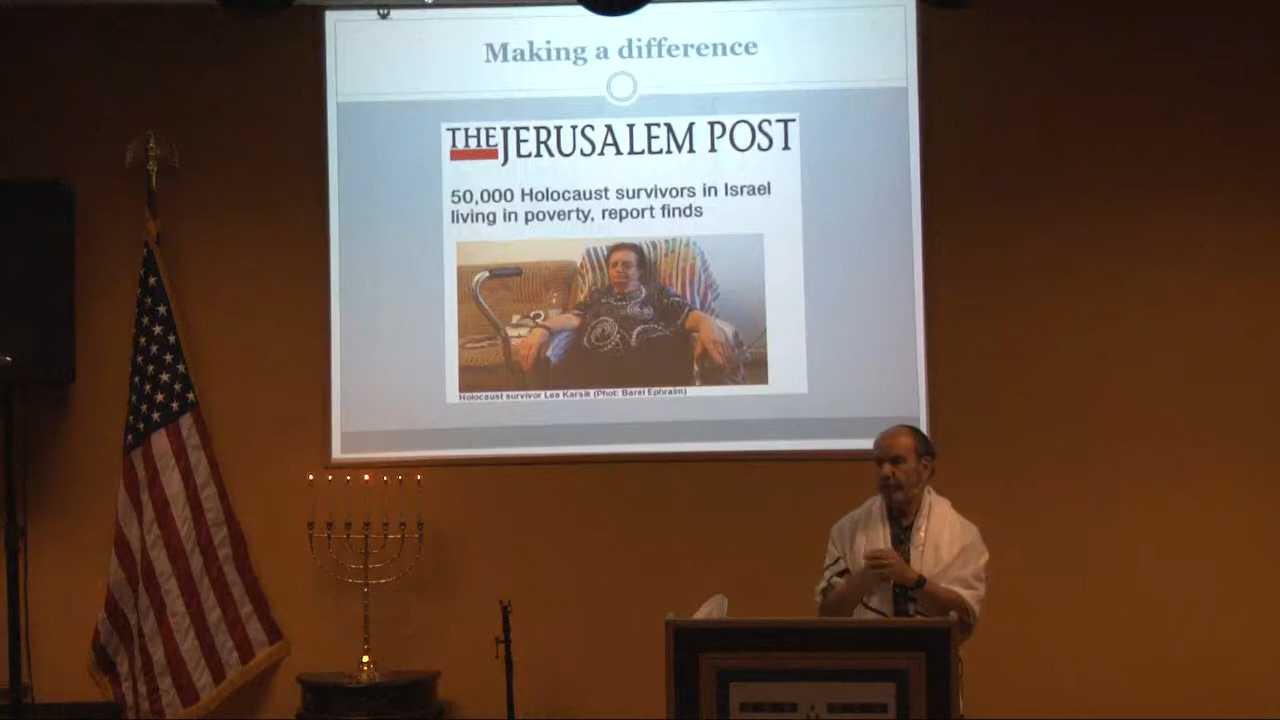 Making a difference
THE JERUSALEM POST
50,000 Holocaust survivors in Israel
living in poverty, report finds
Holocaust survivor Lea Karsik (Phot: Barel Ephraim)